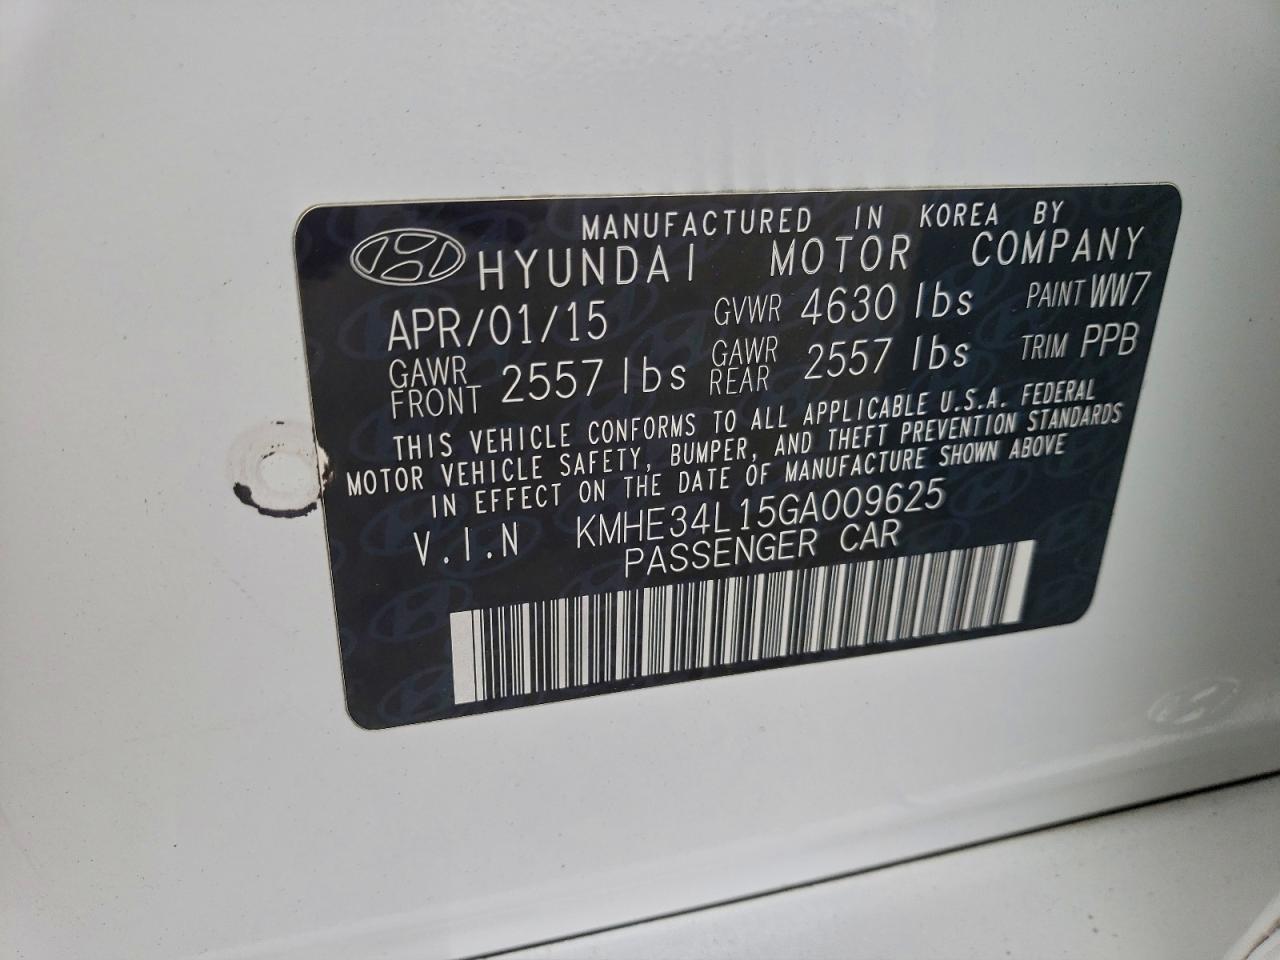 MANUFACTURED IN KOREA BY
HYUNDAI MOTOR COMPANY
APR/01/15 GVWR 4630 lbs PAINT WW7
GAWR FRONT 2557 lbs GAWR REAR 2557 lbs TRIM PPB
THIS VEHICLE CONFORMS TO ALL APPLICABLE U.S.A. FEDERAL
MOTOR VEHICLE SAFETY, BUMPER, AND THEFT PREVENTION STANDARDS
IN EFFECT ON THE DATE OF MANUFACTURE SHOWN ABOVE
V.I.N KMHE34L15GA009625
PASSENGER CAR